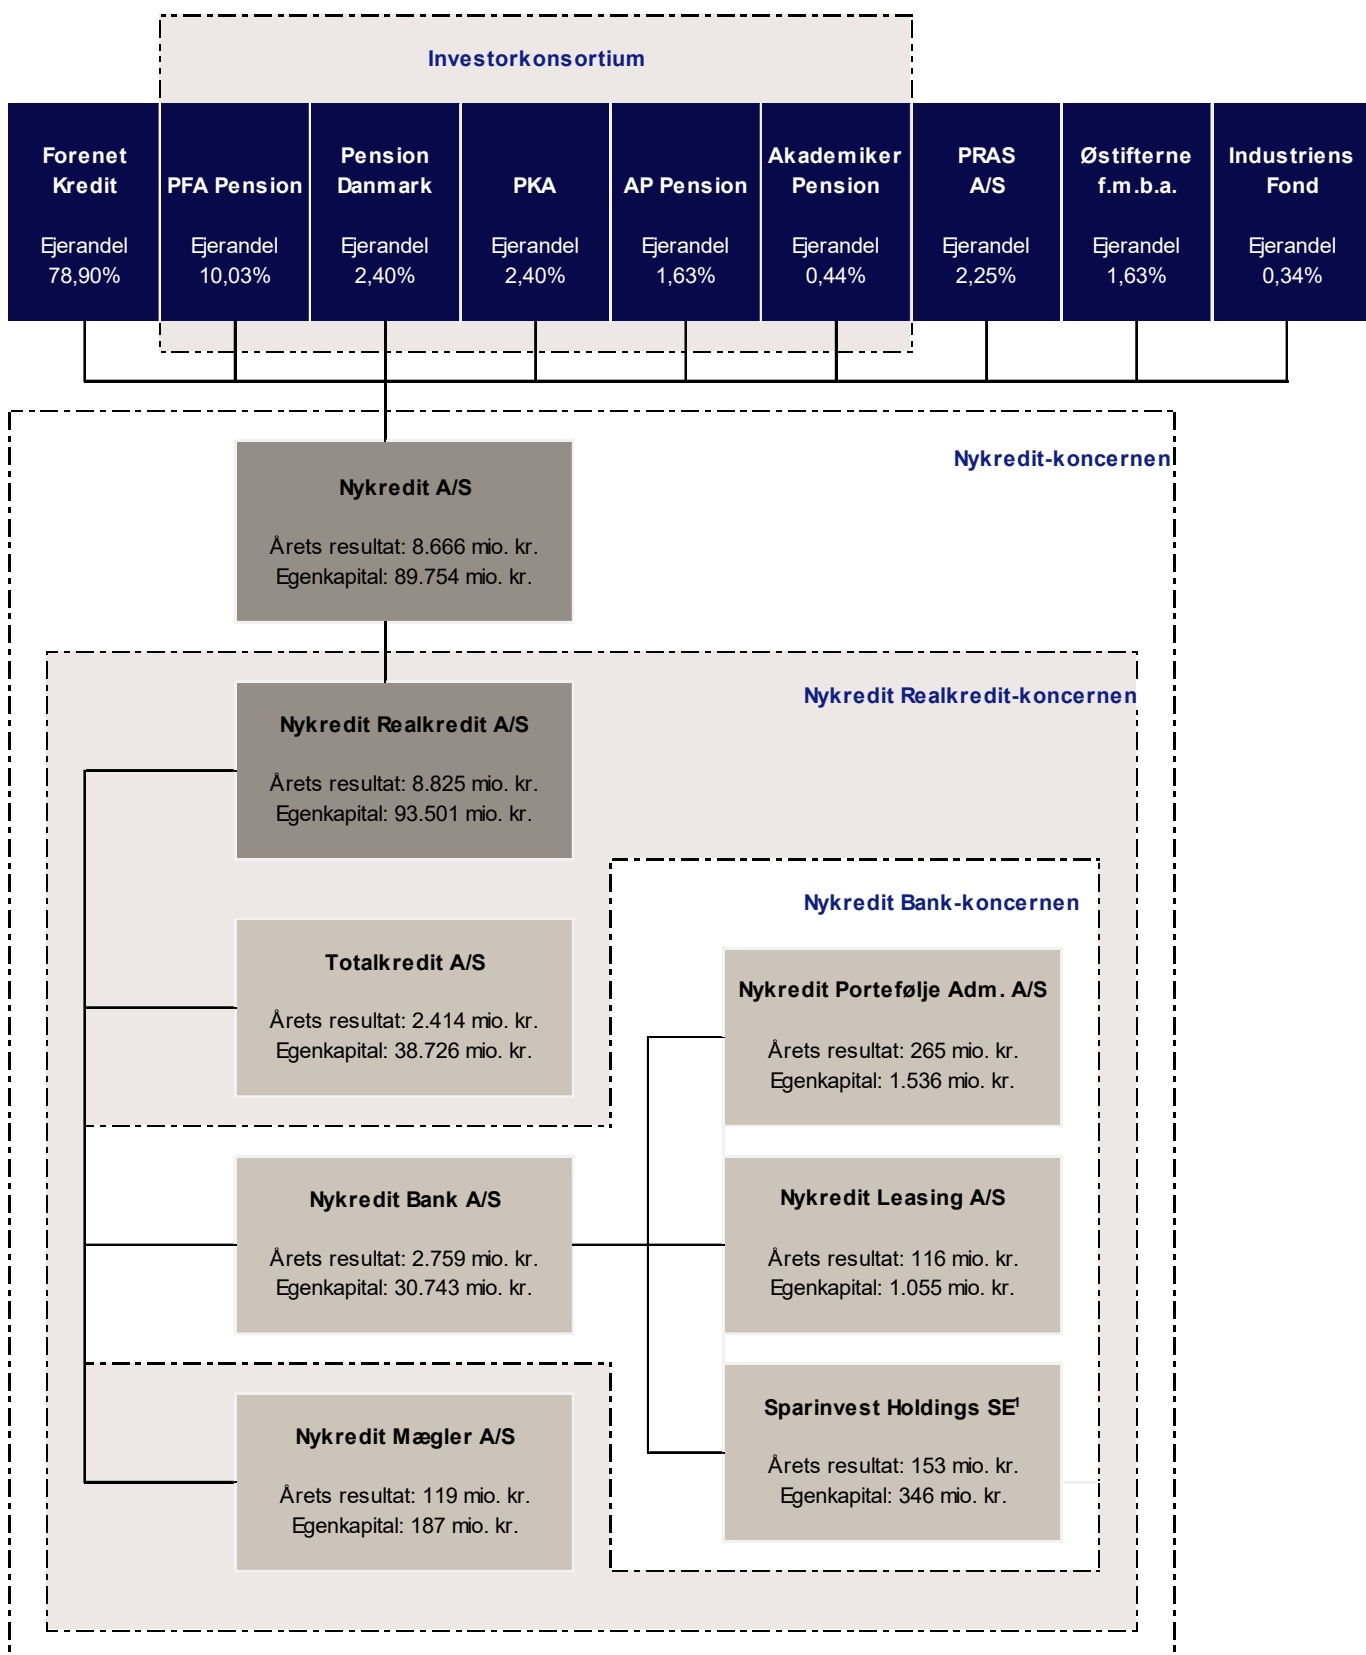 Investorkonsortium
Forenet
Kredit
Ejerandel
78,90%
PFA Pension
Ejerandel
10,03%
Pension
Danmark
Ejerandel
2,40%
PKA
Ejerandel
2,40%
AP Pension
Ejerandel
1,63%
Akademiker
Pension
Ejerandel
0,44%
PRAS
A/S
Ejerandel
2,25%
Østifterne
f.m.b.a.
Ejerandel
1,63%
Industriens
Fond
Ejerandel
0,34%
Nykredit-koncernen
Nykredit A/S
Årets resultat: 8.666 mio. kr.
Egenkapital: 89.754 mio. kr.
Nykredit Realkredit-koncernen
Nykredit Realkredit A/S
Årets resultat: 8.825 mio. kr.
Egenkapital: 93.501 mio. kr.
Totalkredit A/S
Årets resultat: 2.414 mio. kr.
Egenkapital: 38.726 mio. kr.
Nykredit Bank A/S
Årets resultat: 2.759 mio. kr.
Egenkapital: 30.743 mio. kr.
Nykredit Mægler A/S
Årets resultat: 119 mio. kr.
Egenkapital: 187 mio. kr.
Nykredit Bank-koncernen
Nykredit Portefølje Adm. A/S
Årets resultat: 265 mio. kr.
Egenkapital: 1.536 mio. kr.
Nykredit Leasing A/S
Årets resultat: 116 mio. kr.
Egenkapital: 1.055 mio. kr.
Sparinvest Holdings SE¹
Årets resultat: 153 mio. kr.
Egenkapital: 346 mio. kr.